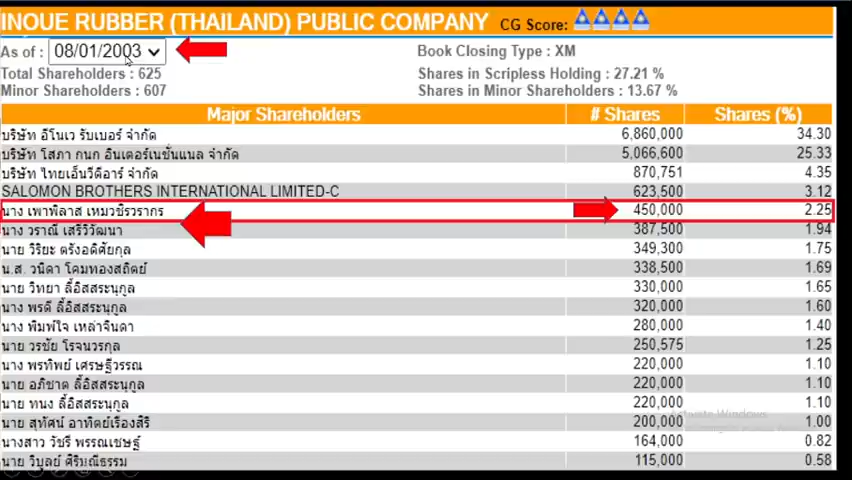 INOUE RUBBER (THAILAND) PUBLIC COMPANY CG Score:
As of : 08/01/2003 Book Closing Type : XM
Total Shareholders : 625 Shares in Scripless Holding : 27.21 %
Minor Shareholders : 607 Shares in Minor Shareholders : 13.67 %
Major Shareholders # Shares Shares (%)
บริษัท อีโนเว รับเบอร์ จำกัด 6,860,000 34.30
บริษัท โสภา กนก อินเตอร์เนชั่นแนล จำกัด 5,066,600 25.33
บริษัท ไทยเอ็นวีดีอาร์ จำกัด 870,751 4.35
SALOMON BROTHERS INTERNATIONAL LIMITED-C 623,500 3.12
นาง เพาพิลาส เหมวชิรวรากร 450,000 2.25
นาง วราณี เสรีวิวัฒนา 387,500 1.94
นาย วิริยะ ตรังอดิศัยกุล 349,300 1.75
น.ส. วนิดา โคมทองสถิตย์ 338,500 1.69
นาย วิทยา ลี้อิสสระนุกูล 330,000 1.65
นาง พรดี ลี้อิสสระนุกูล 320,000 1.60
นาง พิมพ์ใจ เหล่าจินดา 280,000 1.40
นาย วรชัย โรจนวรกุล 250,575 1.25
นาง พรทิพย์ เศรษฐีวรรณ 220,000 1.10
นาย อภิชาต ลี้อิสสระนุกูล 220,000 1.10
นาย ทนง ลี้อิสสระนุกูล 220,000 1.10
นาย สุทัศน์ อาทิตย์เรืองสิริ 200,000 1.00
นางสาว วัชรี พรรณเชษฐ์ 164,000 0.82
นาย วิบูลย์ ศิริมณีธรรม 115,000 0.58
Activate Windows